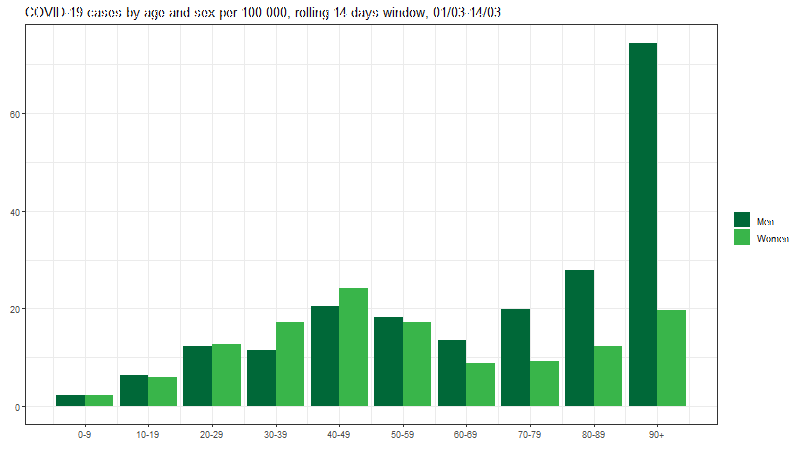 COVID-19 cases by age and sex per 100 000, rolling 14 days window, 01/03-14/03
60
40
20
0
0-9 10-19 20-29 30-39 40-49 50-59 60-69 70-79 80-89 90+
Men
Women